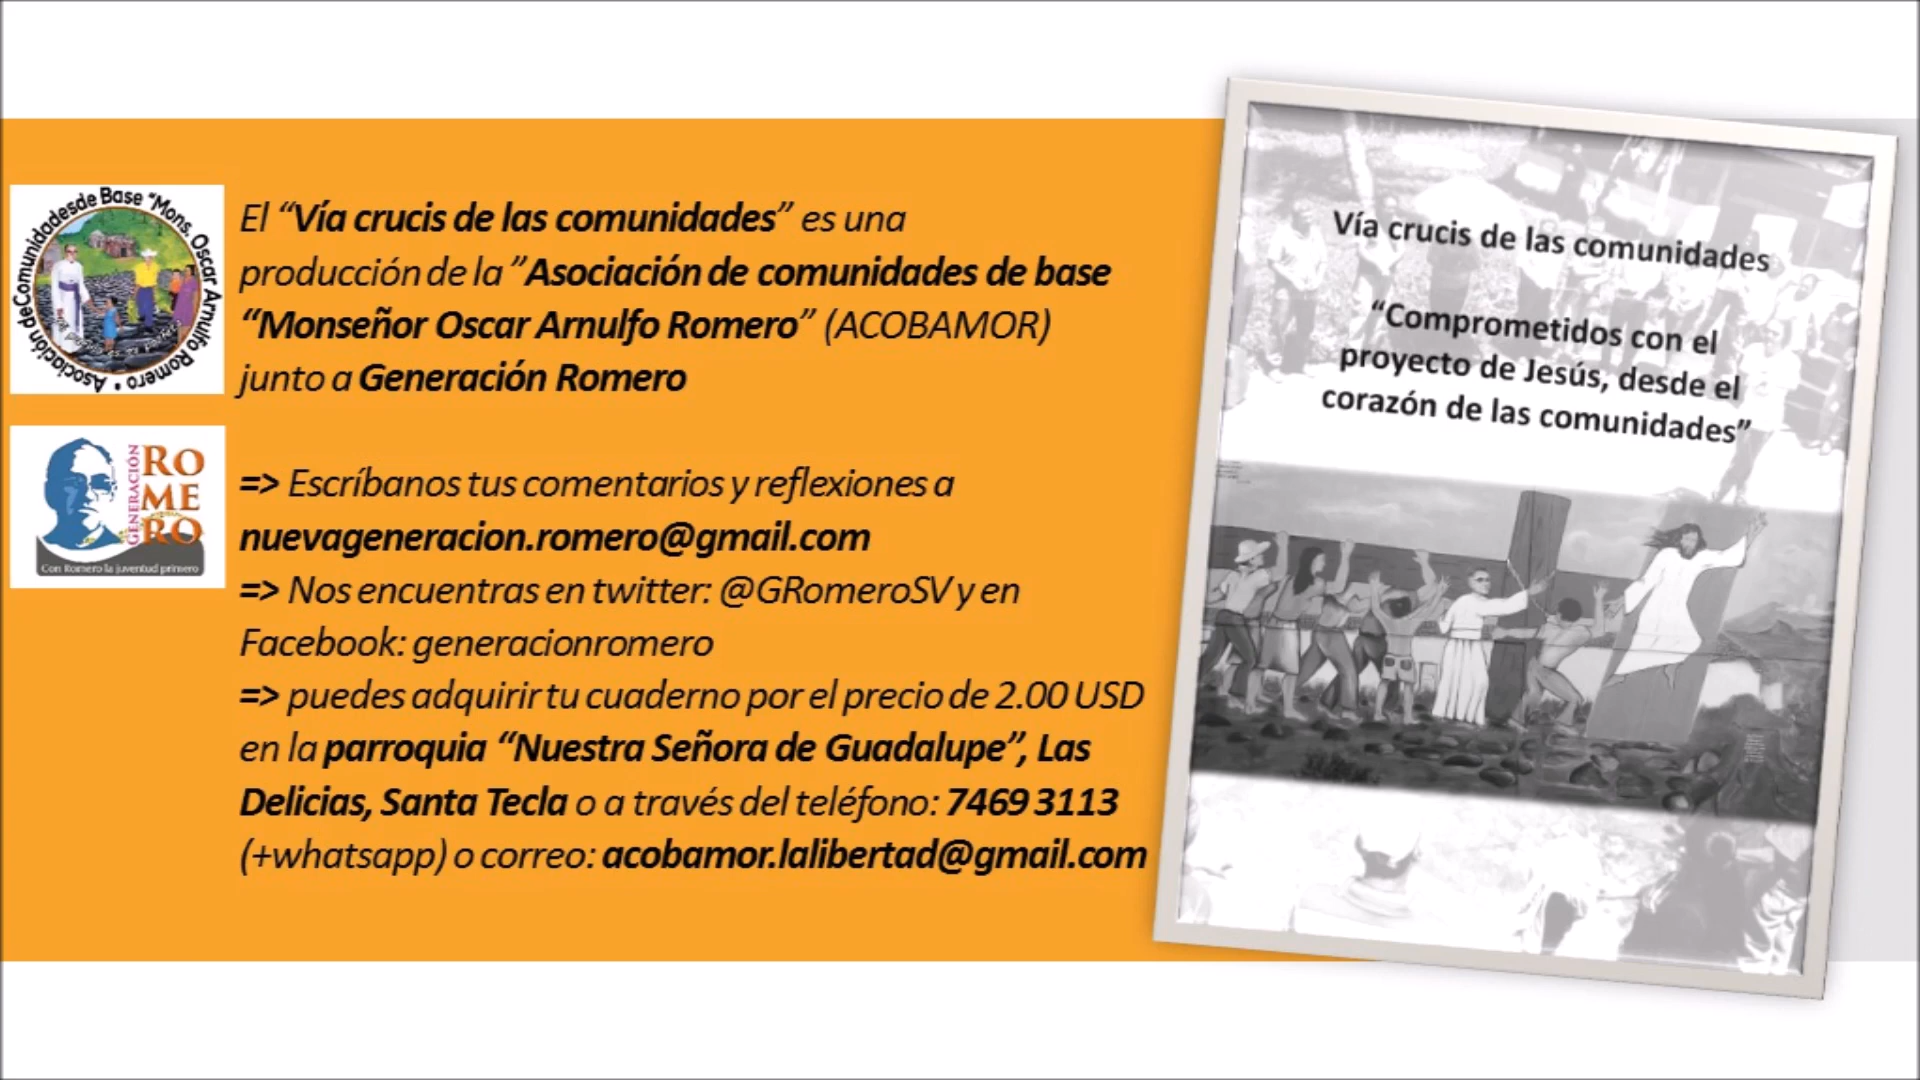 Asociación de Comunidades de Base "Mons. Oscar Arnulfo Romero •
El “Vía crucis de las comunidades” es una
producción de la ”Asociación de comunidades de base
“Monseñor Oscar Arnulfo Romero” (ACOBAMOR)
junto a Generación Romero
GENERACIÓN
RO
ME
RO
Con Romero la juventud primero
=> Escríbanos tus comentarios y reflexiones a
nuevageneracion.romero@gmail.com
=> Nos encuentras en twitter: @GRomeroSV y en
Facebook: generacionromero
=> puedes adquirir tu cuaderno por el precio de 2.00 USD
en la parroquia “Nuestra Señora de Guadalupe”, Las
Delicias, Santa Tecla o a través del teléfono: 7469 3113
(+whatsapp) o correo: acobamor.lalibertad@gmail.com
Vía crucis de las comunidades
“Comprometidos con el
proyecto de Jesús, desde el
corazón de las comunidades”